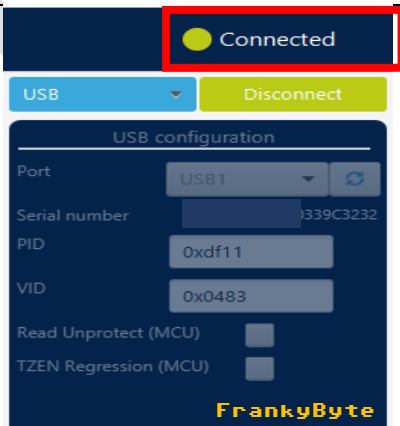 Connected
USB
Disconnect
USB configuration
Port
USB1
Serial number
0339C3232
PID
0xdf11
VID
0x0483
Read Unprotect (MCU)
TZEN Regression (MCU)
FrankyByte